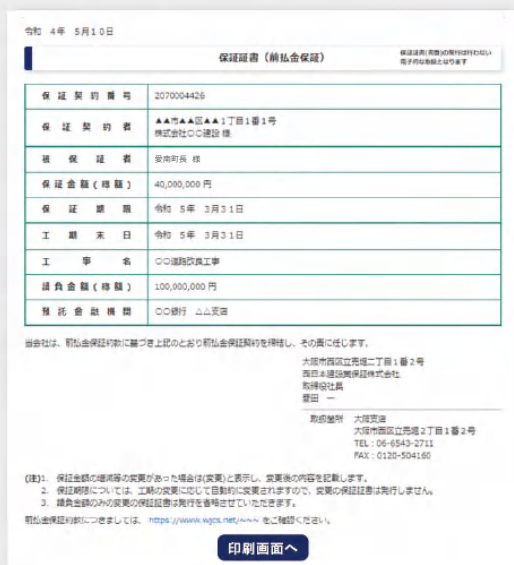 令和 4年 5月10日
保証証書(前払金保証)
保証証書(書面)の発行は行わない
電子的な取扱となります
保証契約番号 2070004426
保証契約者 ▲▲市▲▲区▲▲1丁目1番1号
株式会社〇〇建設 様
被保証者 愛南町長 様
保証金額(総額) 40,000,000 円
保証期限 令和 5年 3月31日
工期末日 令和 5年 3月31日
工事名 〇〇道路改良工事
請負金額(総額) 100,000,000 円
預託金融機関 〇〇銀行 △△支店
当会社は、前払金保証約款に基づき上記のとおり前払金保証契約を締結し、その責に任じます。
大阪市西区立売堀二丁目1番2号
西日本建設業保証株式会社
取締役社長
一
取扱箇所 大阪支店
大阪市西区立売堀2丁目1番2号
TEL:06-6543-2711
FAX:0120-504160
(注)1. 保証金額の増減等の変更があった場合は(変更)と表示し、変更後の内容を記載します。
2. 保証期限については、工期の変更に応じて自動的に変更されますので、変更の保証証書は発行しません。
3. 請負金額のみの変更の保証証書は発行を省略させていただきます。
前払金保証約款につきましては、 https://www.wjcs.net/~~~ をご確認ください。
印刷画面へ